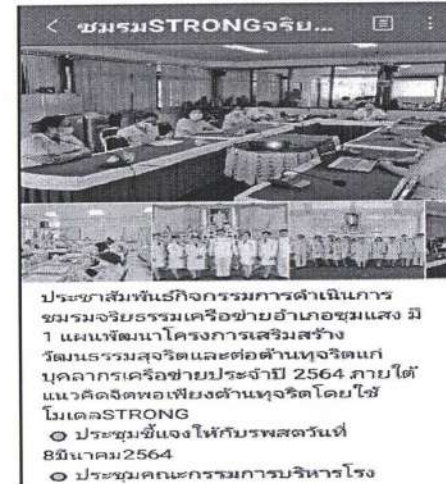 < ชมรมSTRONGจริย...
ประชาสัมพันธ์กิจกรรมการดำเนินการ
ชมรมจริยธรรมเครือข่ายอำเภอชุมแสง มี
1 แผนพัฒนาโครงการเสริมสร้าง
วัฒนธรรมสุจริตและต่อต้านทุจริตแก่
บุคลากรเครือข่ายประจำปี 2564 ภายใต้
แนวคิดจิตพอเพียงต้านทุจริตโดยใช้
โมเดลSTRONG
ประชุมชี้แจงให้กับรพสตวันที่
8มีนาคม2564
ประชุมคณะกรรมการบริหารโรง